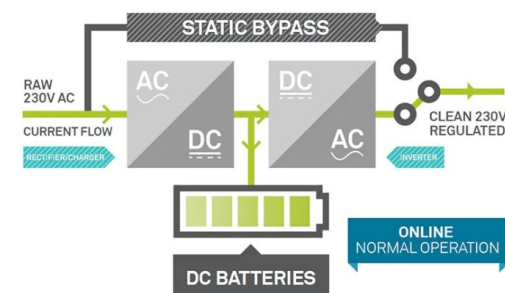 STATIC BYPASS
RAW
230V AC
AC
DC
DC
AC
CURRENT FLOW
CLEAN 230V
REGULATED
RECTIFIER/CHARGER
INVERTER
ONLINE
NORMAL OPERATION
DC BATTERIES